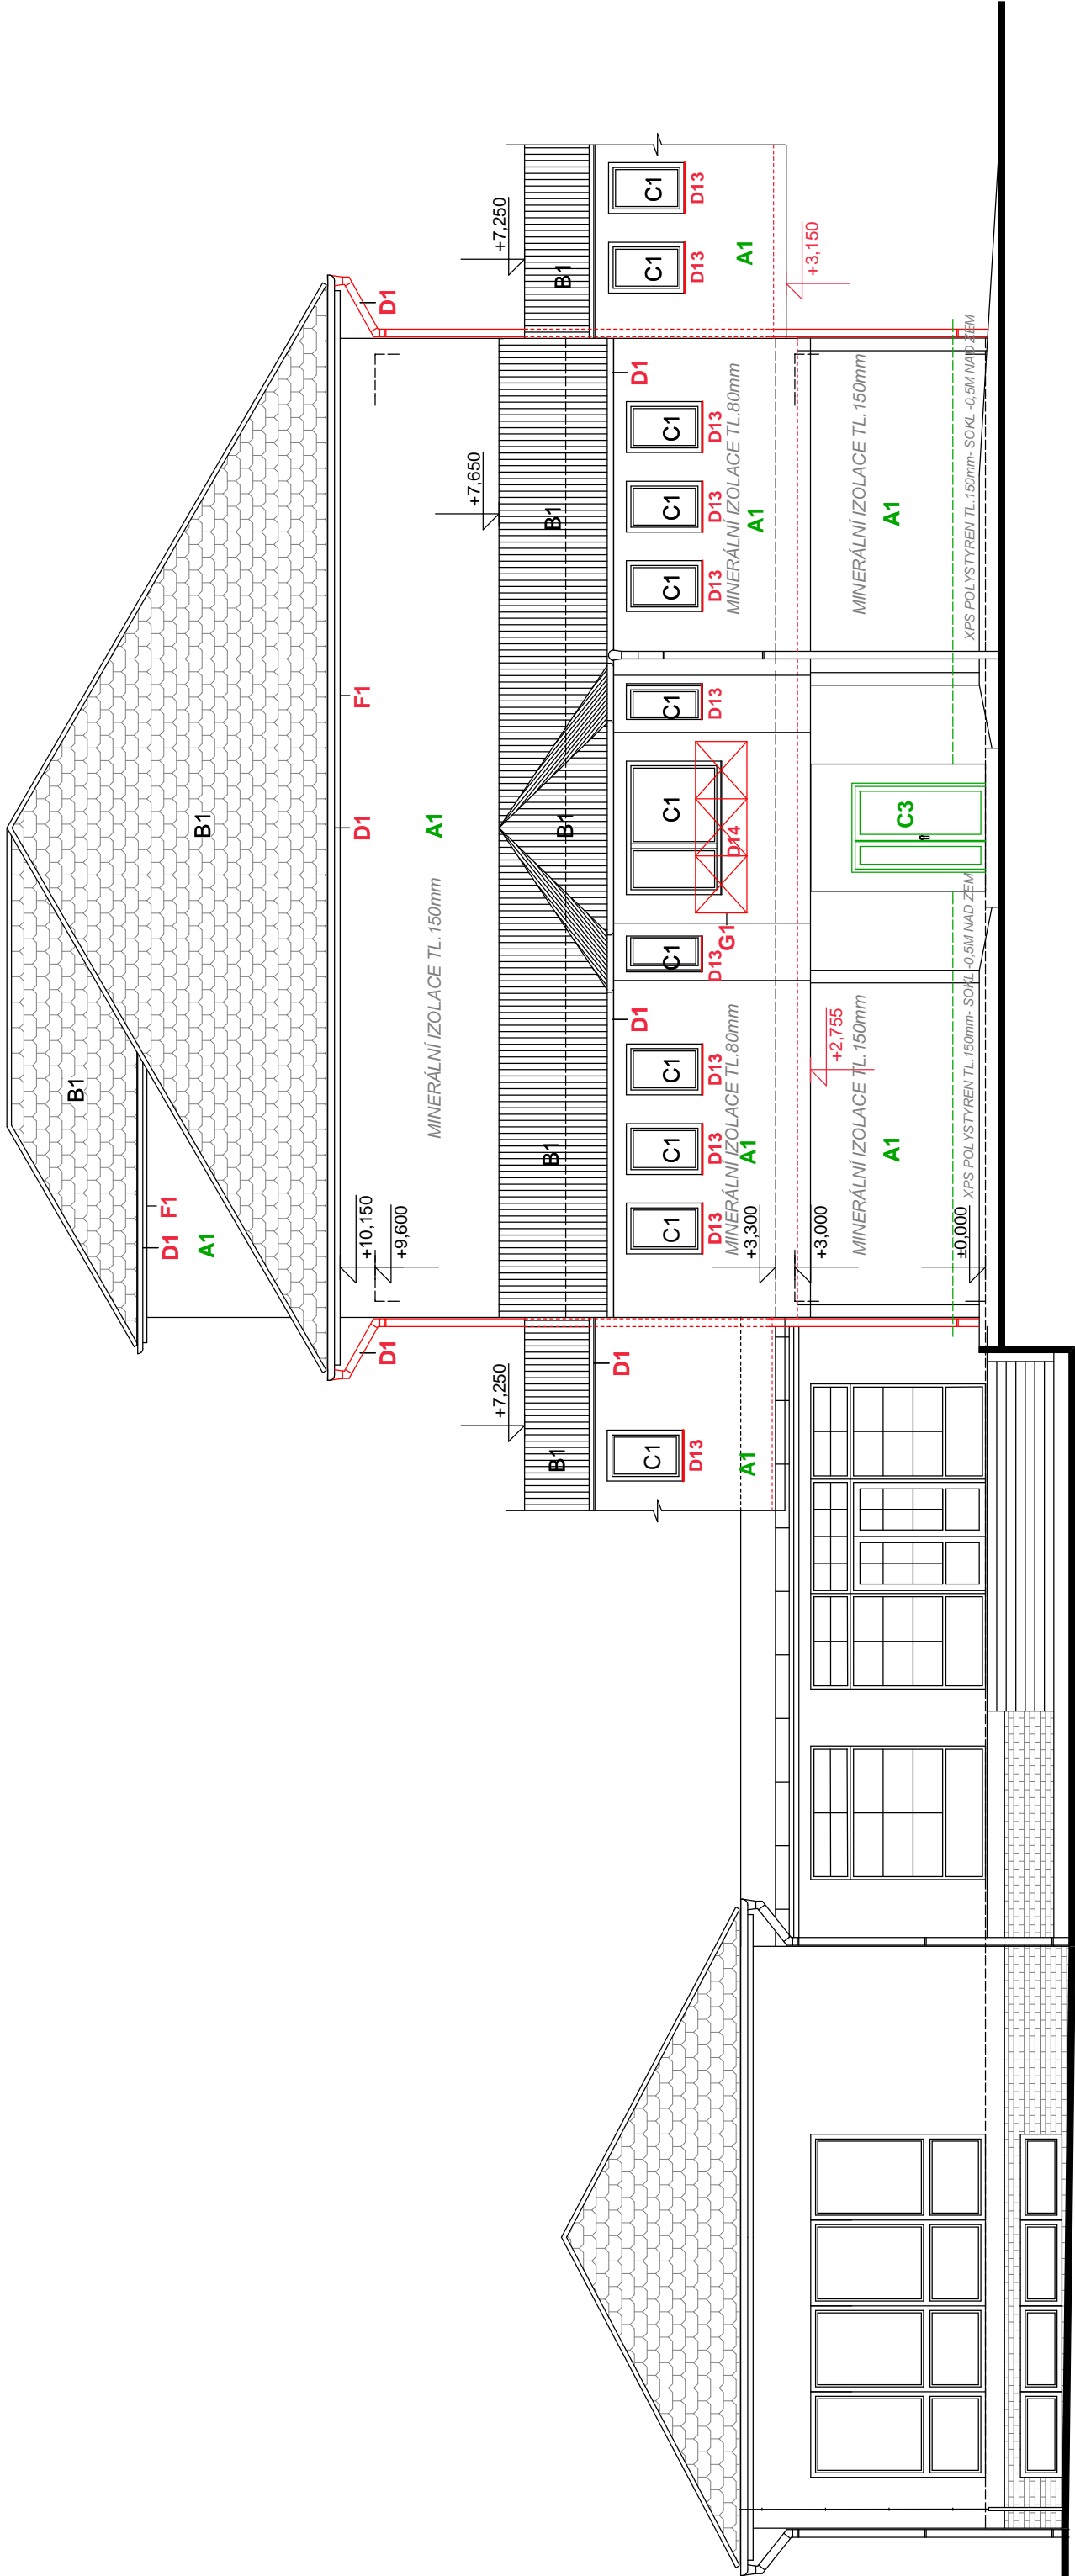 B1
B1
D1
F1
A1
B1
D1
F1
D1
D1
+10,150
+9,600
MINERÁLNÍ IZOLACE TL.150mm
A1
+7,250
+7,650
+7,250
B1
B1
B1
B1
B1
D1
D1
D1
C1
C1
C1
C1
C1
C1
C1
C1
C1
C1
C1
C1
D13
D13
D13
D13
D13
D13
D13
D13
D13
D13
D13
G1
D14
MINERÁLNÍ IZOLACE TL.80mm
MINERÁLNÍ IZOLACE TL.80mm
A1
A1
A1
A1
+3,300
+3,000
+2,755
+3,150
MINERÁLNÍ IZOLACE TL.150mm
MINERÁLNÍ IZOLACE TL.150mm
A1
C3
A1
±0,000
XPS POLYSTYREN TL.150mm- SOKL -0,5M NAD ZEM
XPS POLYSTYREN TL.150mm- SOKL -0,5M NAD ZEM